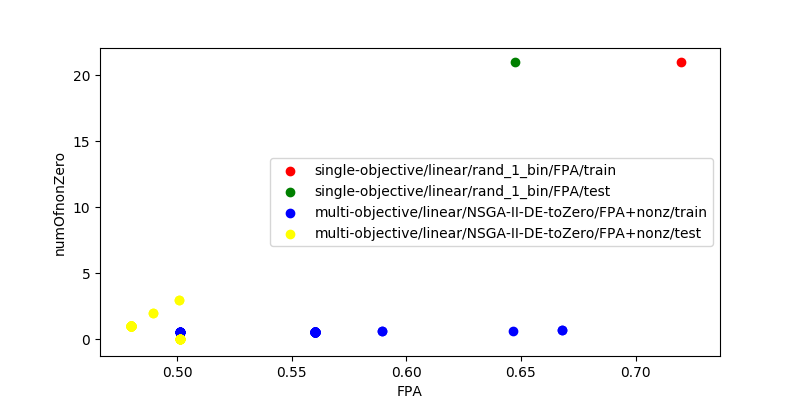 20
15
10
5
0
numOfnonZero
single-objective/linear/rand_1_bin/FPA/train
single-objective/linear/rand_1_bin/FPA/test
multi-objective/linear/NSGA-II-DE-toZero/FPA+nonz/train
multi-objective/linear/NSGA-II-DE-toZero/FPA+nonz/test
0.50 0.55 0.60 0.65 0.70
FPA